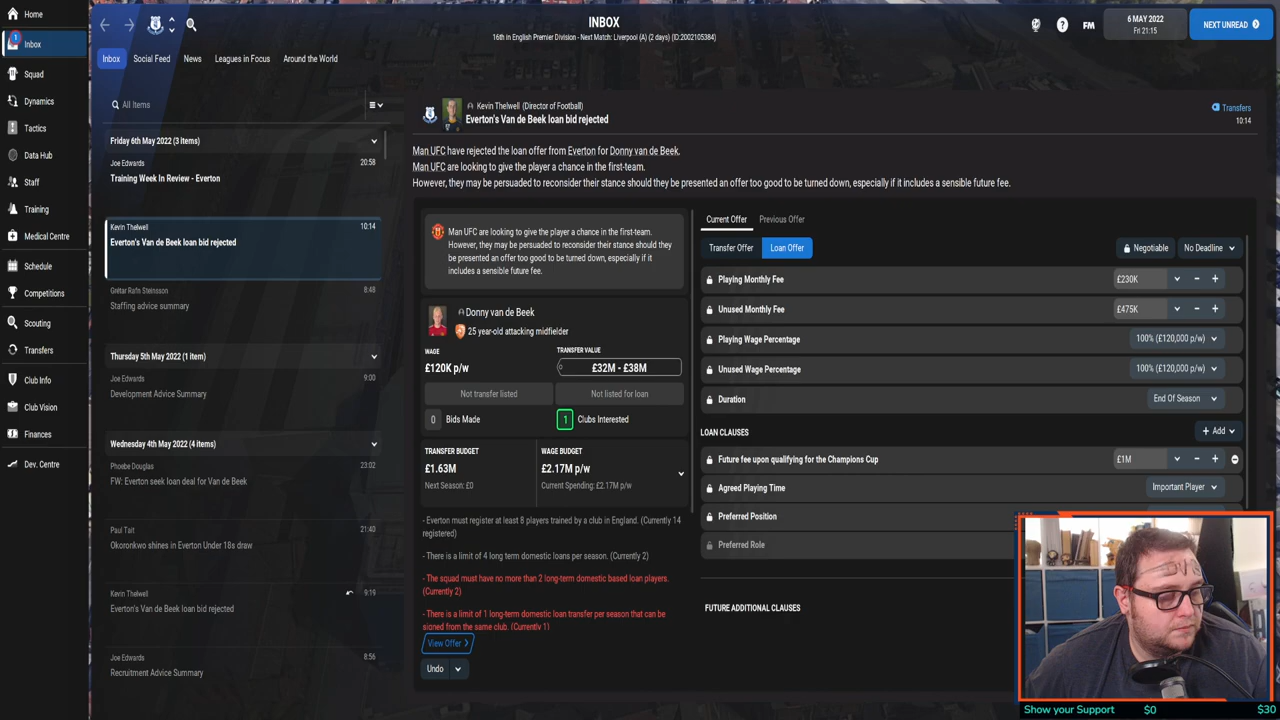 Home
INBOX
16th in English Premier Division - Next Match: Liverpool (A) (2 days) (ID:2002105384)
?
FM
6 MAY 2022
Fri 21:15
NEXT UNREAD
1
Inbox
Squad
Dynamics
Tactics
Data Hub
Staff
Training
Medical Centre
Schedule
Competitions
Scouting
Transfers
Club Info
Club Vision
Finances
Dev. Centre
Inbox
Social Feed
News
Leagues in Focus
Around the World
All Items
Friday 6th May 2022 (3 items)
Joe Edwards
20:58
Training Week In Review - Everton
Kevin Thelwell
10:14
Everton's Van de Beek loan bid rejected
Grétar Rafn Steinsson
8:48
Staffing advice summary
Thursday 5th May 2022 (1 item)
Joe Edwards
9:00
Development Advice Summary
Wednesday 4th May 2022 (4 items)
Phoebe Douglas
23:02
FW: Everton seek loan deal for Van de Beek
Paul Tait
21:40
Okoronkwo shines in Everton Under 18s draw
Kevin Thelwell
9:19
Everton's Van de Beek loan bid rejected
Joe Edwards
8:56
Recruitment Advice Summary
Kevin Thelwell (Director of Football)
Everton's Van de Beek loan bid rejected
Transfers
10:14
Man UFC have rejected the loan offer from Everton for Donny van de Beek.
Man UFC are looking to give the player a chance in the first-team.
However, they may be persuaded to reconsider their stance should they be presented an offer too good to be turned down, especially if it includes a sensible future fee.
Man UFC are looking to give the player a chance in the first-team.
However, they may be persuaded to reconsider their stance should they
be presented an offer too good to be turned down, especially if it
includes a sensible future fee.
Donny van de Beek
25 year-old attacking midfielder
WAGE
£120K p/w
TRANSFER VALUE
£32M - £38M
Not transfer listed
Not listed for loan
0 Bids Made
1 Clubs Interested
TRANSFER BUDGET
£1.63M
Next Season: £0
WAGE BUDGET
£2.17M p/w
Current Spending: £2.17M p/w
- Everton must register at least 8 players trained by a club in England. (Currently 14
registered)
- There is a limit of 4 long term domestic loans per season. (Currently 2)
- The squad must have no more than 2 long-term domestic based loan players.
(Currently 2)
- There is a limit of 1 long-term domestic loan transfer per season that can be
signed from the same club. (Currently 1)
View Offer
Undo
Current Offer
Previous Offer
Transfer Offer
Loan Offer
Negotiable
No Deadline
Playing Monthly Fee
£230K
Unused Monthly Fee
£475K
Playing Wage Percentage
100% (£120,000 p/w)
Unused Wage Percentage
100% (£120,000 p/w)
Duration
End Of Season
LOAN CLAUSES
+ Add
Future fee upon qualifying for the Champions Cup
£1M
Agreed Playing Time
Important Player
Preferred Position
Preferred Role
FUTURE ADDITIONAL CLAUSES
Show your Support
$0
$30